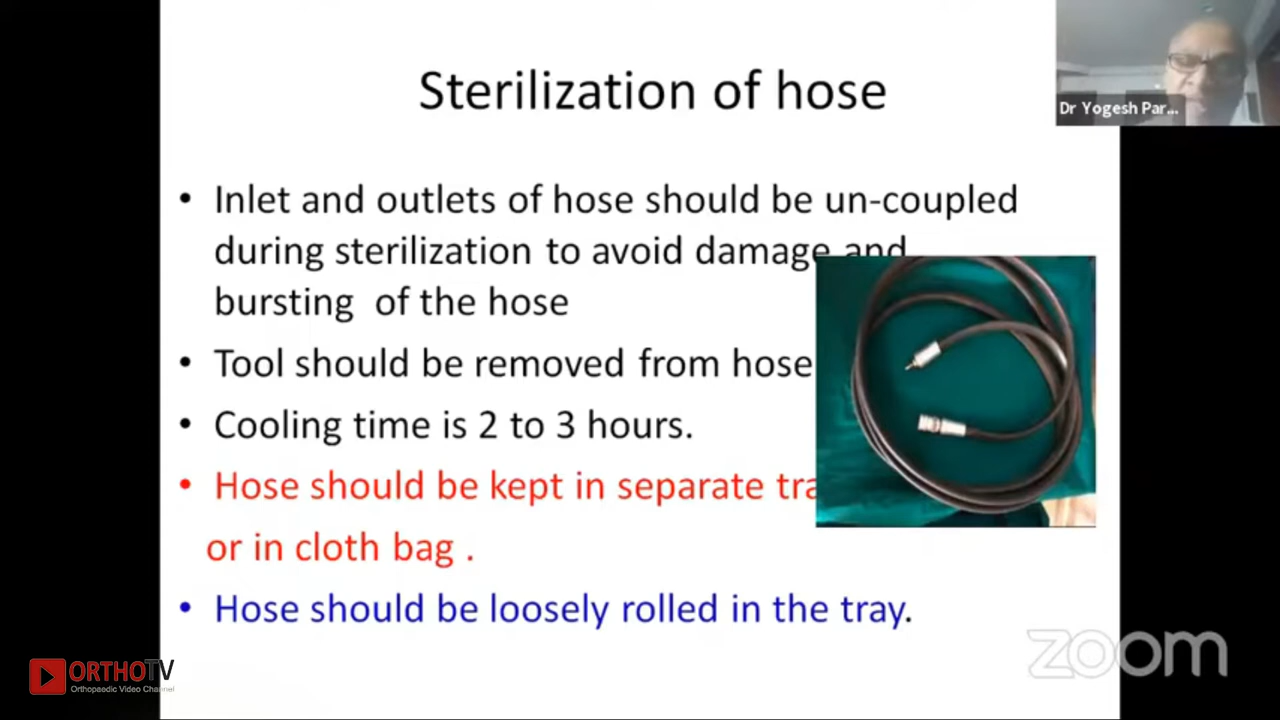 Sterilization of hose
Dr Yogesh Par...
• Inlet and outlets of hose should be un-coupled
during sterilization to avoid damage and
bursting of the hose
• Tool should be removed from hose
• Cooling time is 2 to 3 hours.
• Hose should be kept in separate
or in cloth bag .
• Hose should be loosely rolled in the tray.
zoom
ORTHOTV
Orthopaedic Video Channel